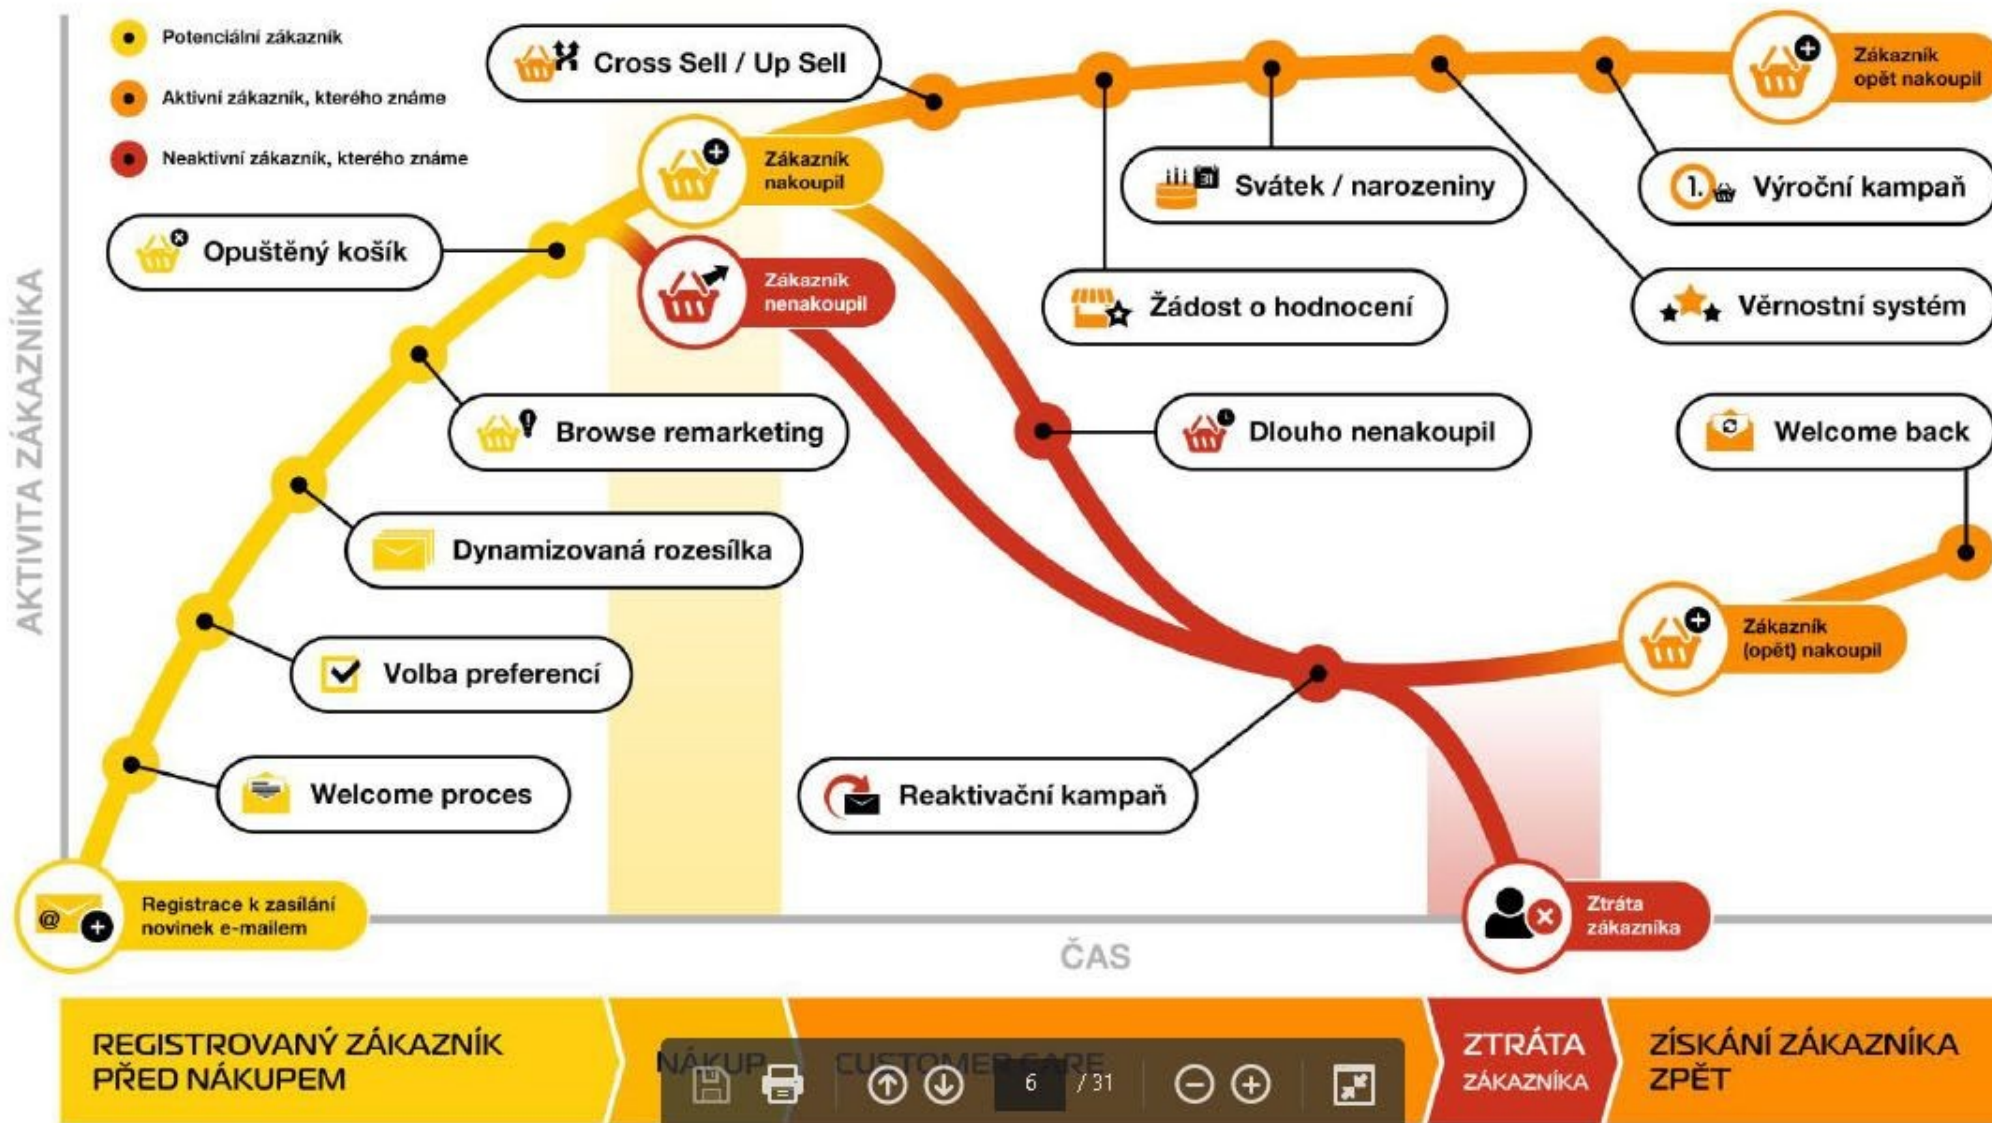 Potenciální zákazník
Aktivní zákazník, kterého známe
Neaktivní zákazník, kterého známe
Cross Sell / Up Sell
Zákazník
opět nakoupil
Zákazník
nakoupil
Svátek / narozeniny
1.
Výroční kampaň
31
Opuštěný košík
Zákazník
nenakoupil
Žádost o hodnocení
Věrnostní systém
Browse remarketing
Dlouho nenakoupil
Welcome back
Dynamizovaná rozesílka
Volba preferencí
Zákazník
(opět) nakoupil
Welcome proces
Reaktivační kampaň
@
Registrace k zasílání
novinek e-mailem
Ztráta
zákazníka
AKTIVITA ZÁKAZNÍKA
ČAS
REGISTROVANÝ ZÁKAZNÍK
PŘED NÁKUPEM
NÁKUP
CUSTOMER CARE
ZTRÁTA
ZÁKAZNÍKA
ZÍSKÁNÍ ZÁKAZNÍKA
ZPĚT
6 / 31